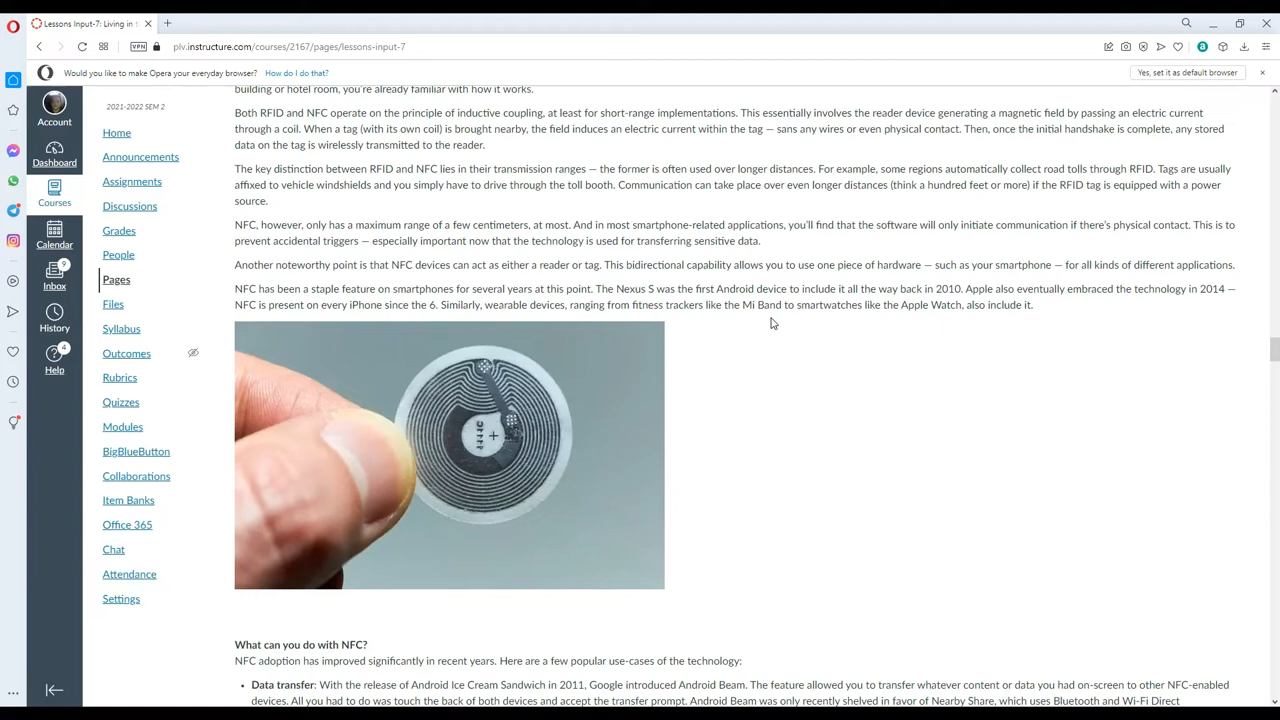 Lessons Input-7: Living in t
plv.instructure.com/courses/2167/pages/lessons-input-7
VPN
Would you like to make Opera your everyday browser? How do I do that?
Yes, set it as default browser
Account
Dashboard
Courses
Calendar
9
Inbox
History
4
Help
2021-2022 SEM 2
Home
Announcements
Assignments
Discussions
Grades
People
Pages
Files
Syllabus
Outcomes
Rubrics
Quizzes
Modules
BigBlueButton
Collaborations
Item Banks
Office 365
Chat
Attendance
Settings
building or hotel room, you're already familiar with how it works.
Both RFID and NFC operate on the principle of inductive coupling, at least for short-range implementations. This essentially involves the reader device generating a magnetic field by passing an electric current
through a coil. When a tag (with its own coil) is brought nearby, the field induces an electric current within the tag — sans any wires or even physical contact. Then, once the initial handshake is complete, any stored
data on the tag is wirelessly transmitted to the reader.
The key distinction between RFID and NFC lies in their transmission ranges — the former is often used over longer distances. For example, some regions automatically collect road tolls through RFID. Tags are usually
affixed to vehicle windshields and you simply have to drive through the toll booth. Communication can take place over even longer distances (think a hundred feet or more) if the RFID tag is equipped with a power
source.
NFC, however, only has a maximum range of a few centimeters, at most. And in most smartphone-related applications, you'll find that the software will only initiate communication if there's physical contact. This is to
prevent accidental triggers — especially important now that the technology is used for transferring sensitive data.
Another noteworthy point is that NFC devices can act as either a reader or tag. This bidirectional capability allows you to use one piece of hardware — such as your smartphone — for all kinds of different applications.
NFC has been a staple feature on smartphones for several years at this point. The Nexus S was the first Android device to include it all the way back in 2010. Apple also eventually embraced the technology in 2014 —
NFC is present on every iPhone since the 6. Similarly, wearable devices, ranging from fitness trackers like the Mi Band to smartwatches like the Apple Watch, also include it.
What can you do with NFC?
NFC adoption has improved significantly in recent years. Here are a few popular use-cases of the technology:
• Data transfer: With the release of Android Ice Cream Sandwich in 2011, Google introduced Android Beam. The feature allowed you to transfer whatever content or data you had on-screen to other NFC-enabled
devices. All you had to do was touch the back of both devices and accept the transfer prompt. Android Beam was only recently shelved in favor of Nearby Share, which uses Bluetooth and Wi-Fi Direct